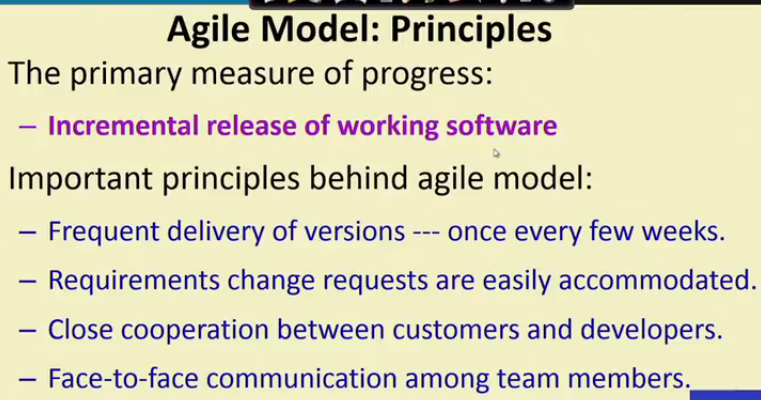 Agile Model: Principles
The primary measure of progress:
– Incremental release of working software
Important principles behind agile model:
– Frequent delivery of versions --- once every few weeks.
– Requirements change requests are easily accommodated.
– Close cooperation between customers and developers.
– Face-to-face communication among team members.